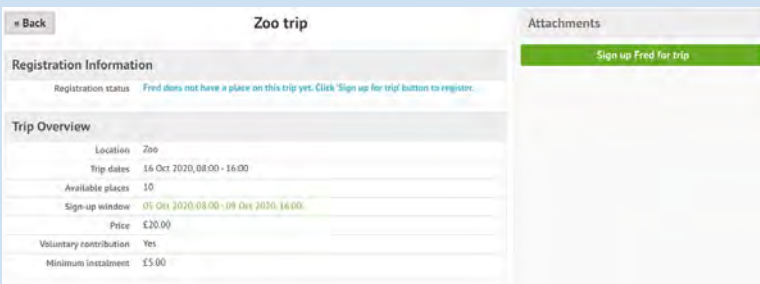 « Back
Zoo trip
Registration Information
Registration status Fred does not have a place on this trip yet. Click 'Sign up for trip' button to register.
Trip Overview
Location Zoo
Trip dates 16 Oct 2020, 08:00 - 16:00
Available places 10
Sign-up window 05 Oct 2020, 08:00 - 09 Oct 2020, 16:00
Price £20.00
Voluntary contribution Yes
Minimum instalment £5.00
Attachments
Sign up Fred for trip